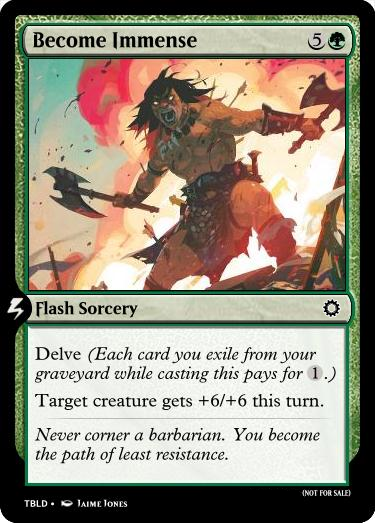 Become Immense 5
Flash Sorcery
Delve (Each card you exile from your
graveyard while casting this pays for 1.)
Target creature gets +6/+6 this turn.
Never corner a barbarian. You become
the path of least resistance.
(NOT FOR SALE)
TBLD • Jaime Jones